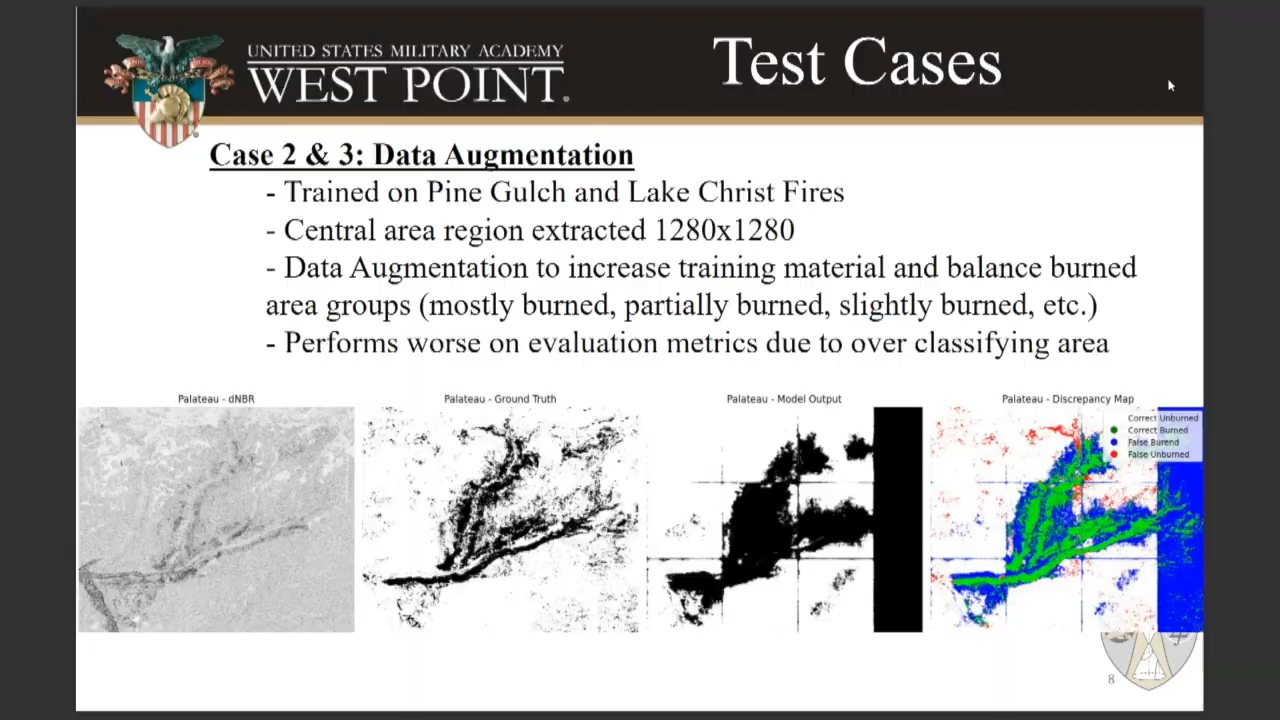 UNITED STATES MILITARY ACADEMY
WEST POINT.
Test Cases
Case 2 & 3: Data Augmentation
- Trained on Pine Gulch and Lake Christ Fires
- Central area region extracted 1280x1280
- Data Augmentation to increase training material and balance burned
area groups (mostly burned, partially burned, slightly burned, etc.)
- Performs worse on evaluation metrics due to over classifying area
Palateau - dNBR
Palateau - Ground Truth
Palateau - Model Output
Palateau - Discrepancy Map
Correct Unburned
Correct Burned
False Burend
False Unburned
8